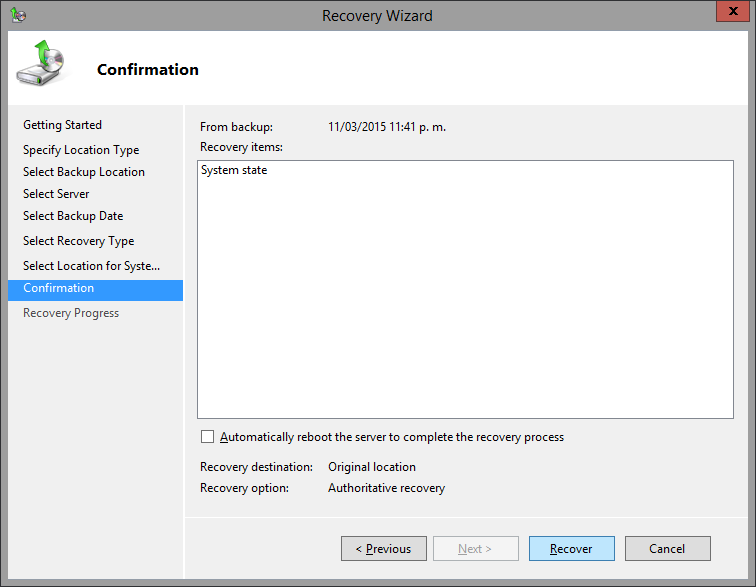 Recovery Wizard
x
Confirmation
Getting Started
Specify Location Type
Select Backup Location
Select Server
Select Backup Date
Select Recovery Type
Select Location for Syste...
Confirmation
Recovery Progress
From backup: 11/03/2015 11:41 p. m.
Recovery items:
System state
Automatically reboot the server to complete the recovery process
Recovery destination: Original location
Recovery option: Authoritative recovery
< Previous Next > Recover Cancel